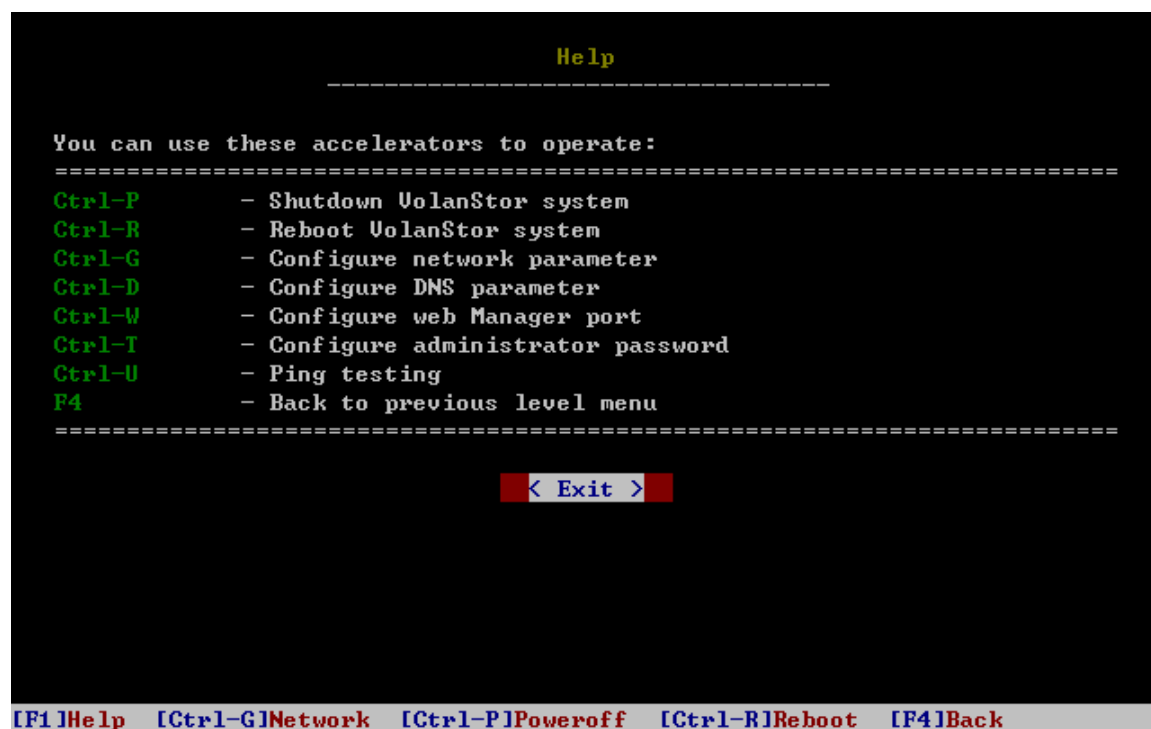 Help
-----------------------------------
You can use these accelerators to operate:
==========================================================================
Ctrl-P - Shutdown VolanStor system
Ctrl-R - Reboot VolanStor system
Ctrl-G - Configure network parameter
Ctrl-D - Configure DNS parameter
Ctrl-W - Configure web Manager port
Ctrl-T - Configure administrator password
Ctrl-U - Ping testing
F4 - Back to previous level menu
==========================================================================
< Exit >
[F1]Help [Ctrl-G]Network [Ctrl-P]Poweroff [Ctrl-R]Reboot [F4]Back